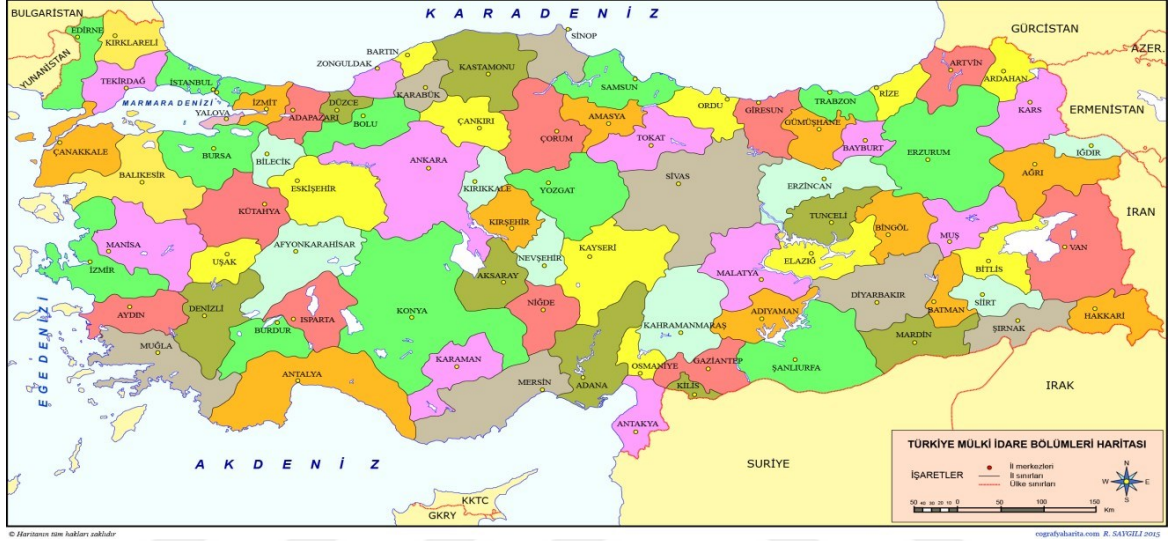 BULGARİSTAN
YUNANİSTAN
K A R A D E N İ Z
GÜRCİSTAN
AZER.
ERMENİSTAN
İRAN
IRAK
SURİYE
MARMARA DENİZİ
E G E D E N İ Z İ
A K D E N İ Z
KKTC
GKRY
EDİRNE
KIRKLARELİ
TEKİRDAĞ
İSTANBUL
YALOVA
İZMİT
ADAPAZARI
DÜZCE
BOLU
ZONGULDAK
BARTIN
KARABÜK
KASTAMONU
SİNOP
ÇANKIRI
ÇORUM
SAMSUN
AMASYA
TOKAT
ORDU
GİRESUN
TRABZON
GÜMÜŞHANE
RİZE
BAYBURT
ARTVİN
ARDAHAN
KARS
IĞDIR
AĞRI
ERZURUM
ERZİNCAN
ÇANAKKALE
BALIKESİR
BURSA
BİLECİK
ESKİŞEHİR
KÜTAHYA
ANKARA
KIRIKKALE
YOZGAT
SİVAS
KIRŞEHİR
NEVŞEHİR
KAYSERİ
AKSARAY
NİĞDE
MANİSA
İZMİR
UŞAK
AFYONKARAHİSAR
AYDIN
DENİZLİ
MUĞLA
BURDUR
ISPARTA
ANTALYA
KONYA
KARAMAN
MERSİN
ADANA
OSMANİYE
ANTAKYA
KAHRAMANMARAŞ
GAZİANTEP
KİLİS
ŞANLIURFA
ADIYAMAN
MALATYA
ELAZIĞ
TUNCELİ
BİNGÖL
MUŞ
BİTLİS
VAN
DİYARBAKIR
BATMAN
SİİRT
MARDİN
ŞIRNAK
HAKKARİ
TÜRKİYE MÜLKİ İDARE BÖLÜMLERİ HARİTASI
İŞARETLER
İl merkezleri
İl sınırları
Ülke sınırları
N
W E
S
50 40 30 20 10 0 50 100 150
Km
© Haritanın tüm hakları saklıdır
cografyaharita.com R. SAYGILI 2015